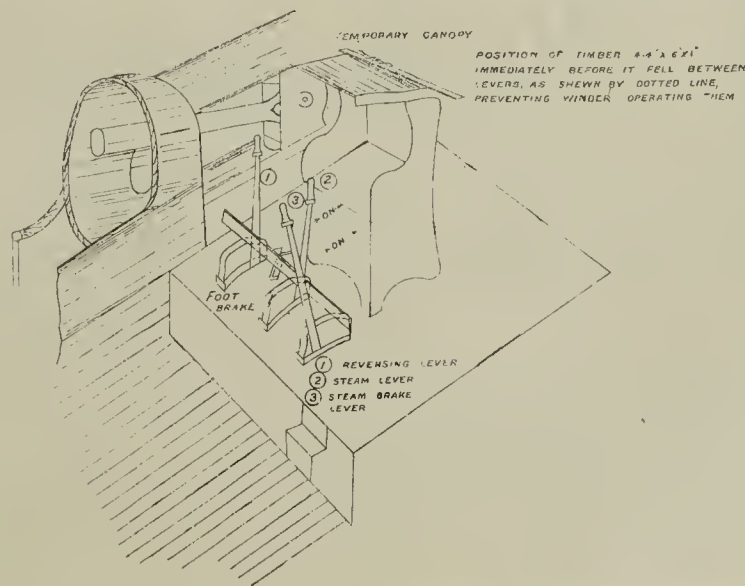 TEMPORARY CANOPY
POSITION OF TIMBER 4.4' x 6" x 1"
IMMEDIATELY BEFORE IT FELL BETWEEN
LEVERS, AS SHEWN BY DOTTED LINE,
PREVENTING WINDER OPERATING THEM
①
②
③
ON
ON
FOOT
BRAKE
① REVERSING LEVER
② STEAM LEVER
③ STEAM BRAKE
LEVER